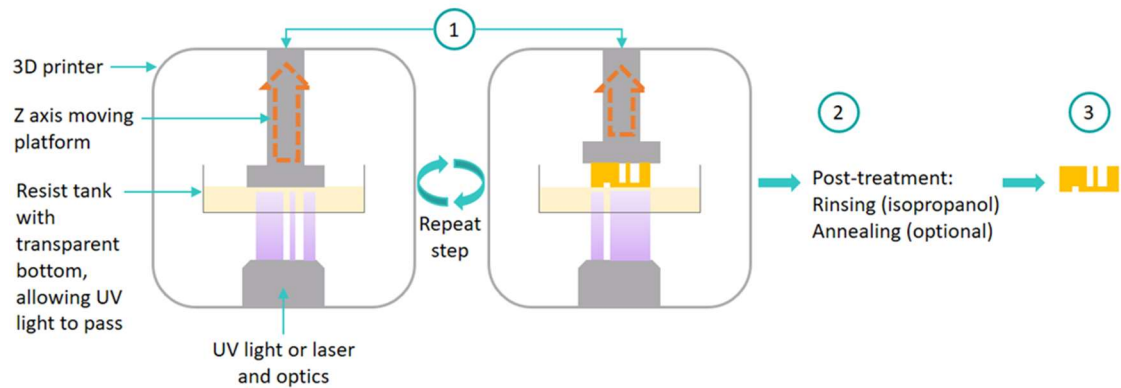 1
3D printer
Z axis moving
platform
Resist tank
with
transparent
bottom,
allowing UV
light to pass
UV light or laser
and optics
Repeat
step
2
Post-treatment:
Rinsing (isopropanol)
Annealing (optional)
3